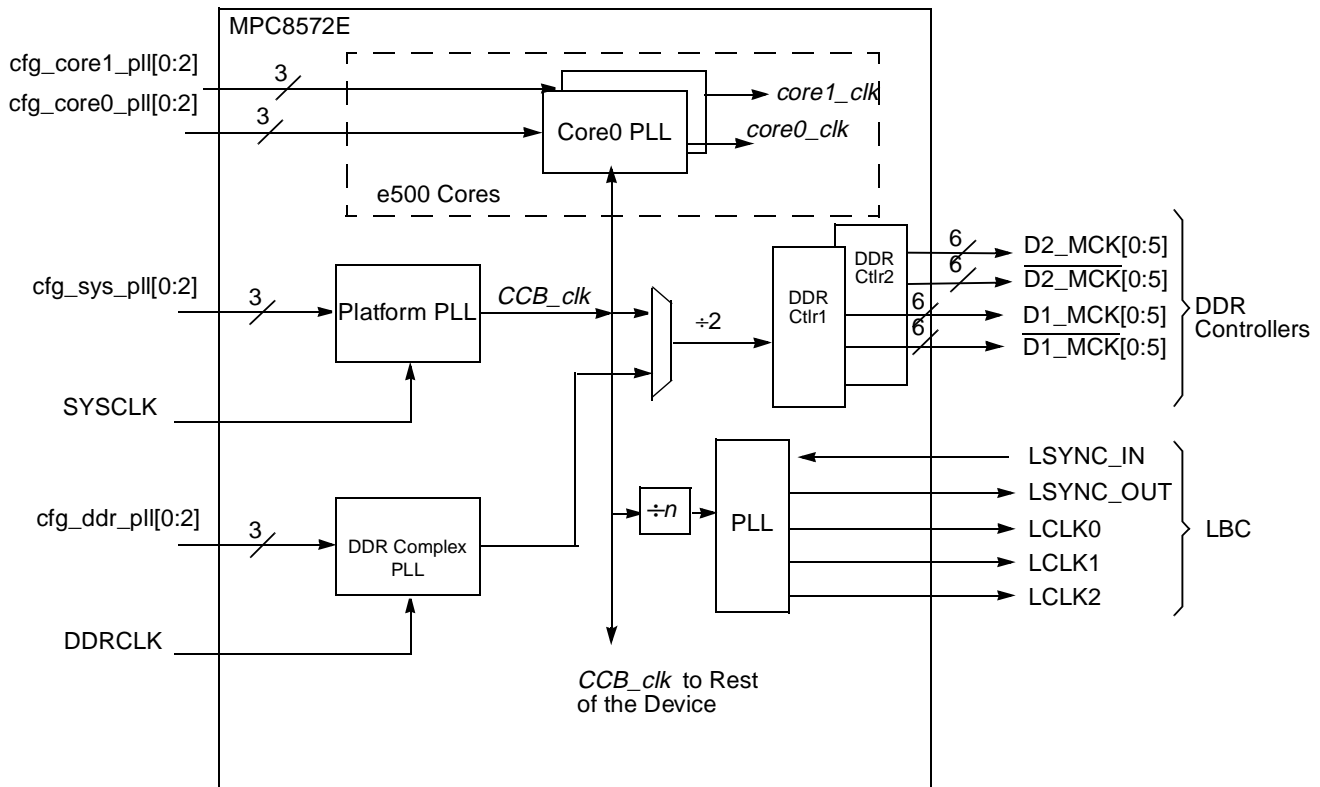 MPC8572E
cfg_core1_pll[0:2]
3
cfg_core0_pll[0:2]
3
Core0 PLL
core1_clk
core0_clk
e500 Cores
cfg_sys_pll[0:2]
3
Platform PLL
CCB_clk
÷2
DDR
Ctlr1
DDR
Ctlr2
6
D2_MCK[0:5]
6
D2_MCK[0:5]
6
D1_MCK[0:5]
6
D1_MCK[0:5]
DDR
Controllers
SYSCLK
cfg_ddr_pll[0:2]
3
DDR Complex
PLL
÷n
PLL
LSYNC_IN
LSYNC_OUT
LCLK0
LCLK1
LCLK2
LBC
DDRCLK
CCB_clk to Rest
of the Device